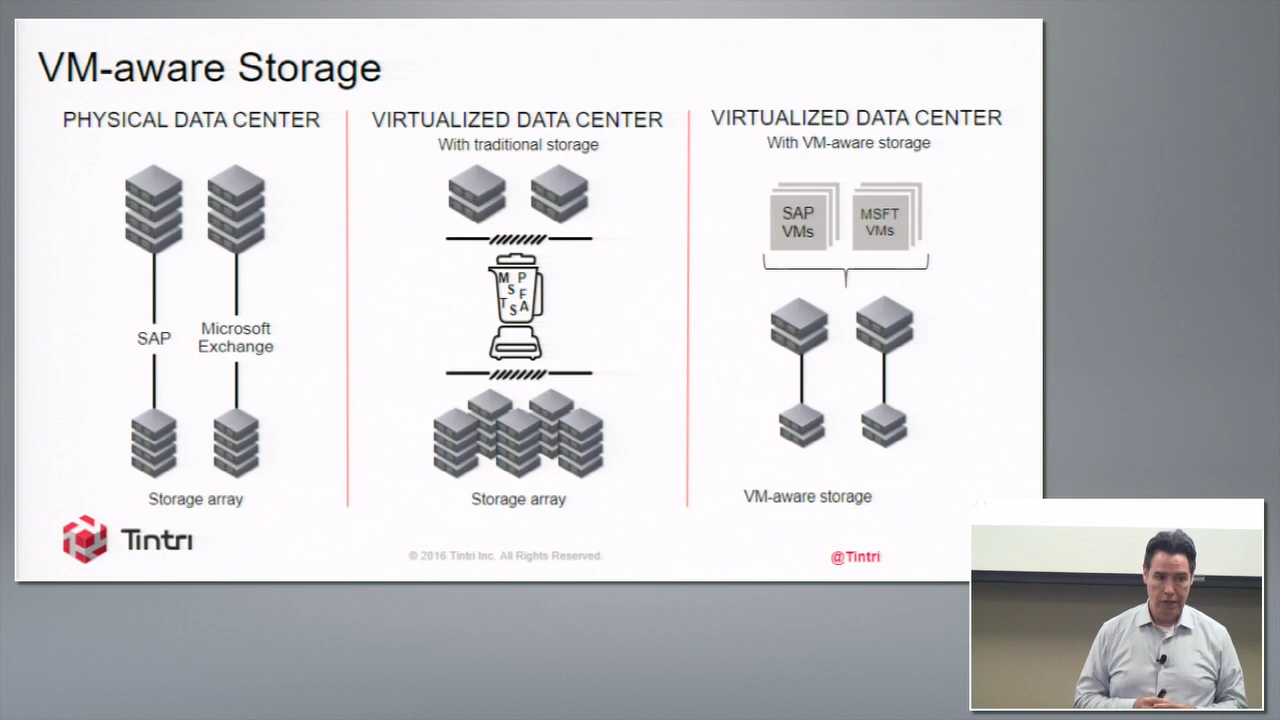 VM-aware Storage
PHYSICAL DATA CENTER
SAP
Microsoft
Exchange
Storage array
VIRTUALIZED DATA CENTER
With traditional storage
M P
S F
T S A
Storage array
VIRTUALIZED DATA CENTER
With VM-aware storage
SAP
VMs
MSFT
VMs
VM-aware storage
Tintri
© 2016 Tintri Inc. All Rights Reserved.
@Tintri